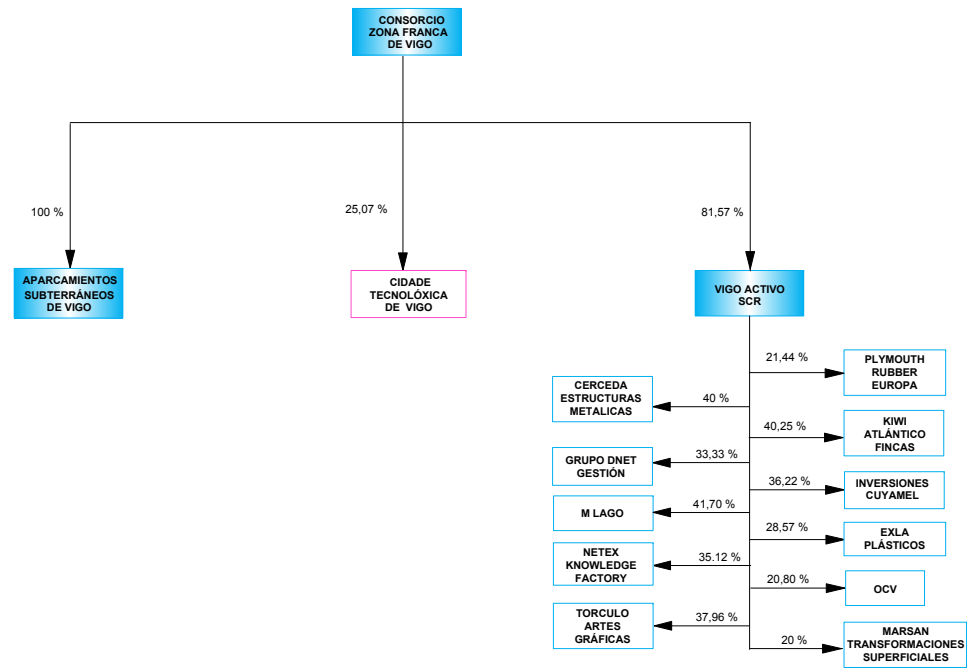 CONSORCIO
ZONA FRANCA
DE VIGO
100 %
25,07 %
81,57 %
APARCAMIENTOS
SUBTERRÁNEOS
DE VIGO
CIDADE
TECNOLÓXICA
DE VIGO
VIGO ACTIVO
SCR
21,44 %
PLYMOUTH
RUBBER
EUROPA
CERCEDA
ESTRUCTURAS
METALICAS
40 %
40,25 %
KIWI
ATLÁNTICO
FINCAS
GRUPO DNET
GESTIÓN
33,33 %
36,22 %
INVERSIONES
CUYAMEL
M LAGO
41,70 %
28,57 %
EXLA
PLÁSTICOS
NETEX
KNOWLEDGE
FACTORY
35.12 %
20,80 %
OCV
TORCULO
ARTES
GRÁFICAS
37,96 %
20 %
MARSAN
TRANSFORMACIONES
SUPERFICIALES